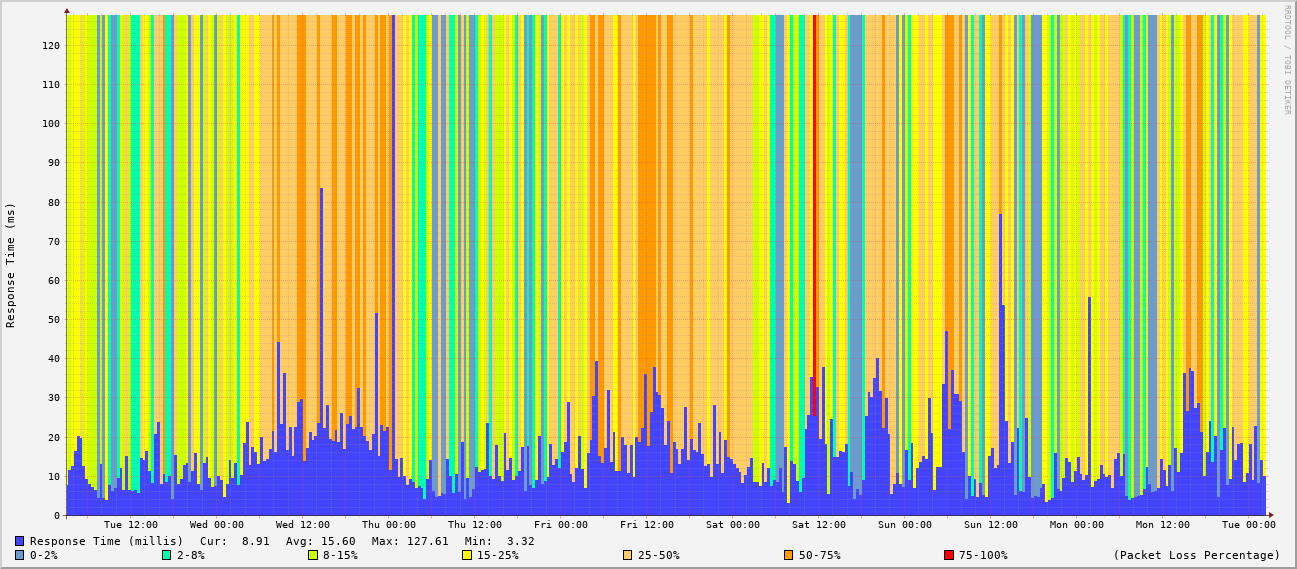 RRDTOOL / TOBI OETIKER
Response Time (ms)
120
110
100
90
80
70
60
50
40
30
20
10
0
Tue 12:00 Wed 00:00 Wed 12:00 Thu 00:00 Thu 12:00 Fri 00:00 Fri 12:00 Sat 00:00 Sat 12:00 Sun 00:00 Sun 12:00 Mon 00:00 Mon 12:00 Tue 00:00
Response Time (millis) Cur: 8.91 Avg: 15.60 Max: 127.61 Min: 3.32
0-2% 2-8% 8-15% 15-25% 25-50% 50-75% 75-100% (Packet Loss Percentage)